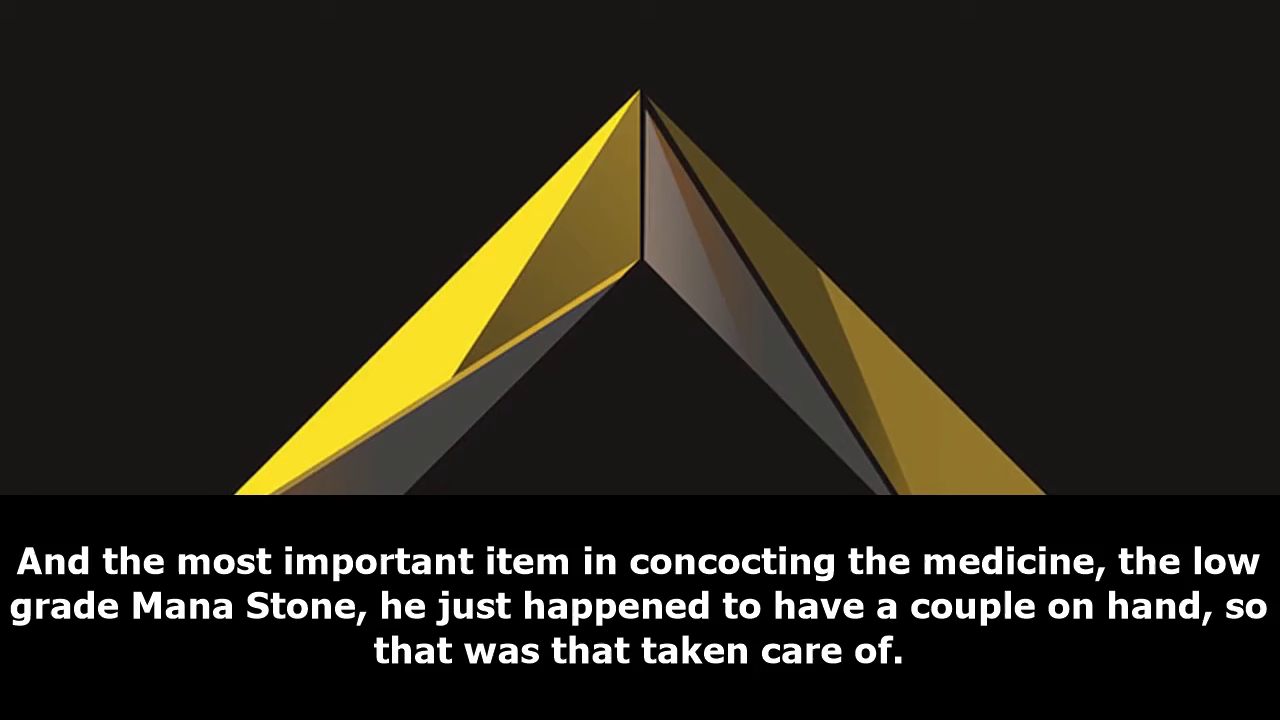 And the most important item in concocting the medicine, the low
grade Mana Stone, he just happened to have a couple on hand, so
that was that taken care of.